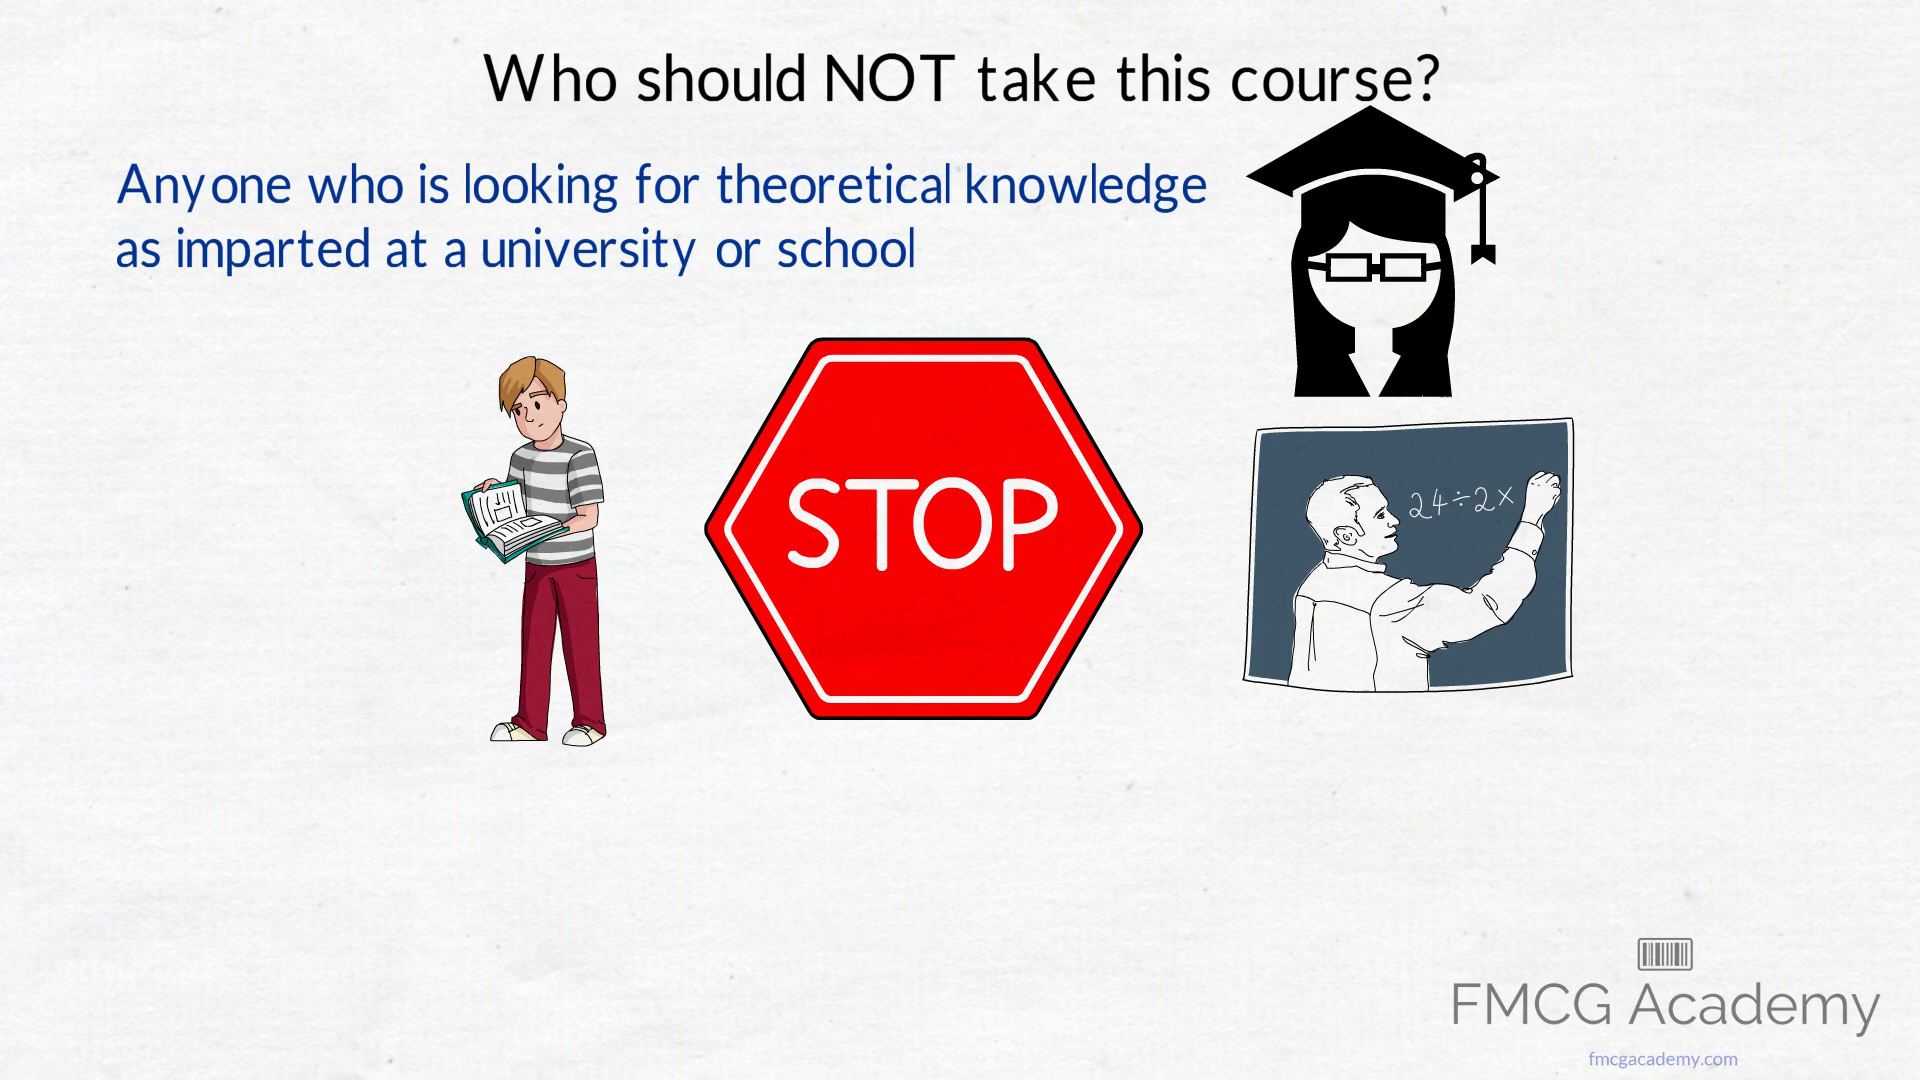 Who should NOT take this course?
Anyone who is looking for theoretical knowledge
as imparted at a university or school
STOP
24÷2x
FMCG Academy
fmcgacademy.com